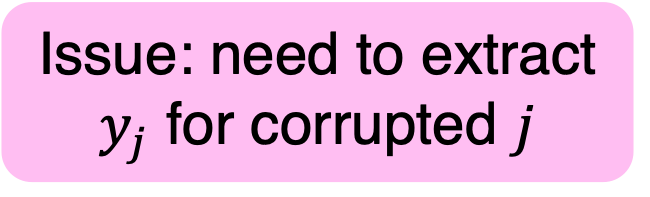 Issue: need to extract
y_j for corrupted j